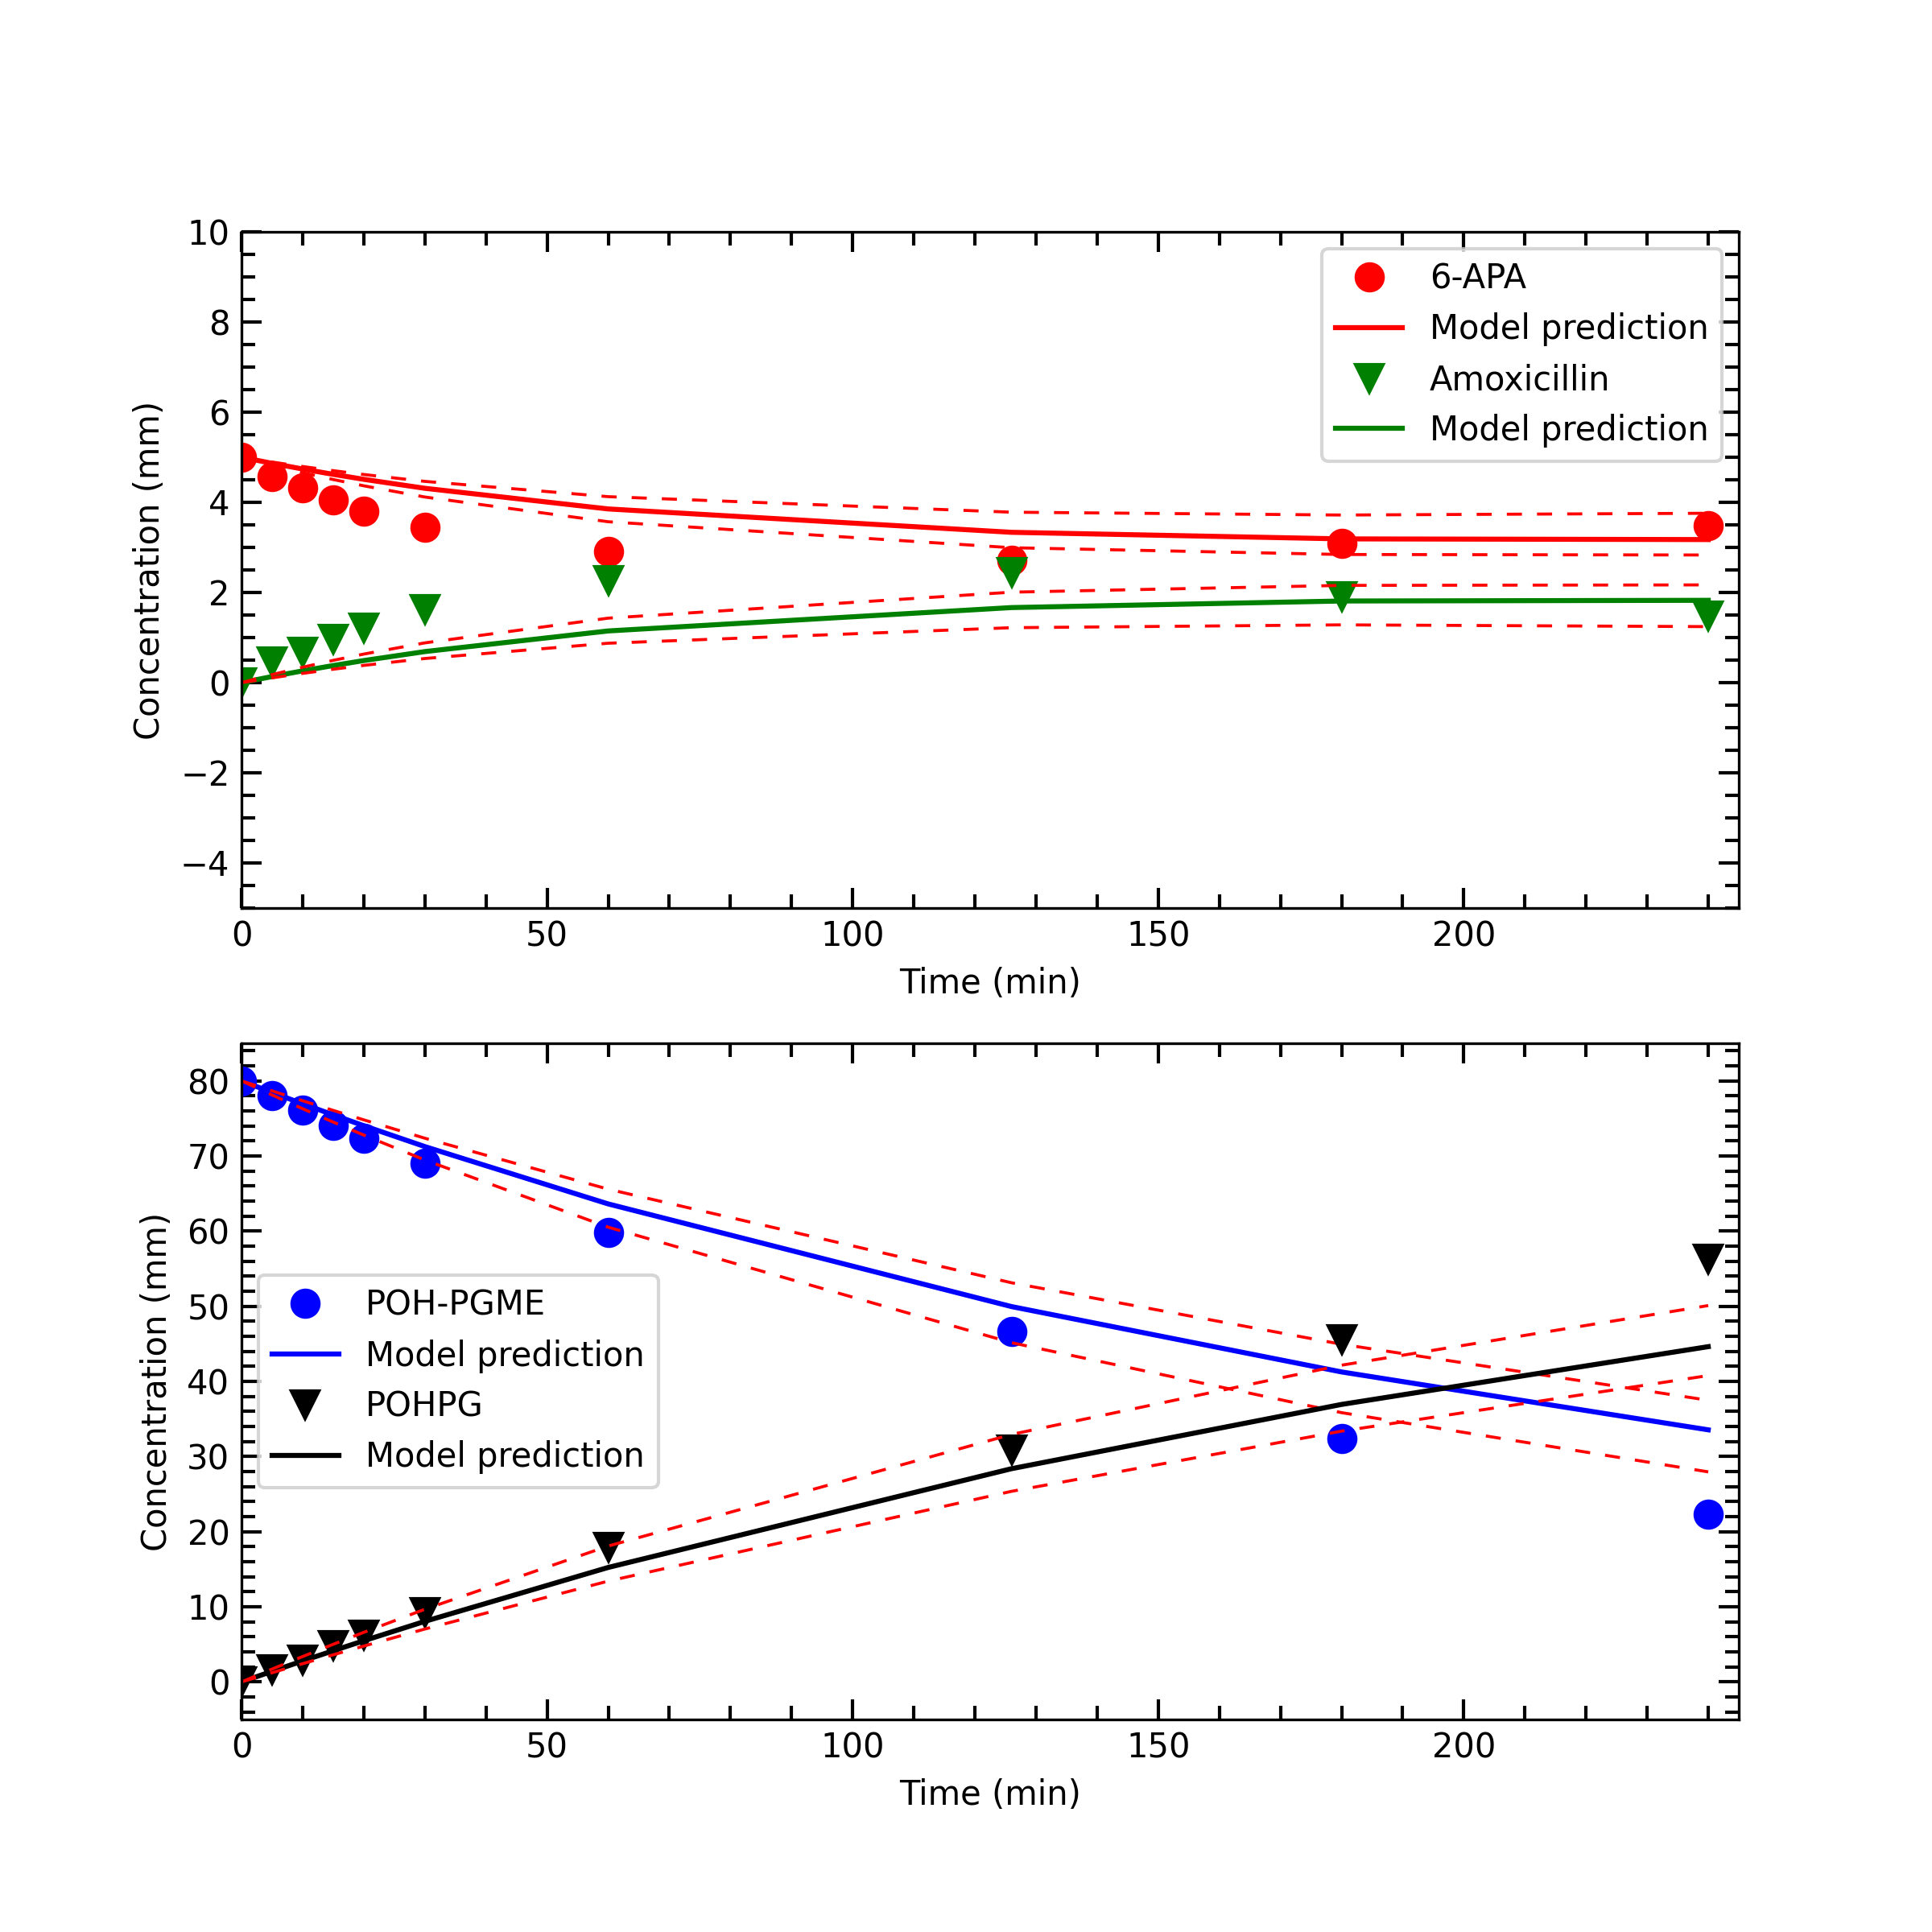 10
8
6
4
2
0
−2
−4
Concentration (mm)
6-APA
Model prediction
Amoxicillin
Model prediction
0 50 100 150 200
Time (min)
80
70
60
50
40
30
20
10
0
Concentration (mm)
POH-PGME
Model prediction
POHPG
Model prediction
0 50 100 150 200
Time (min)